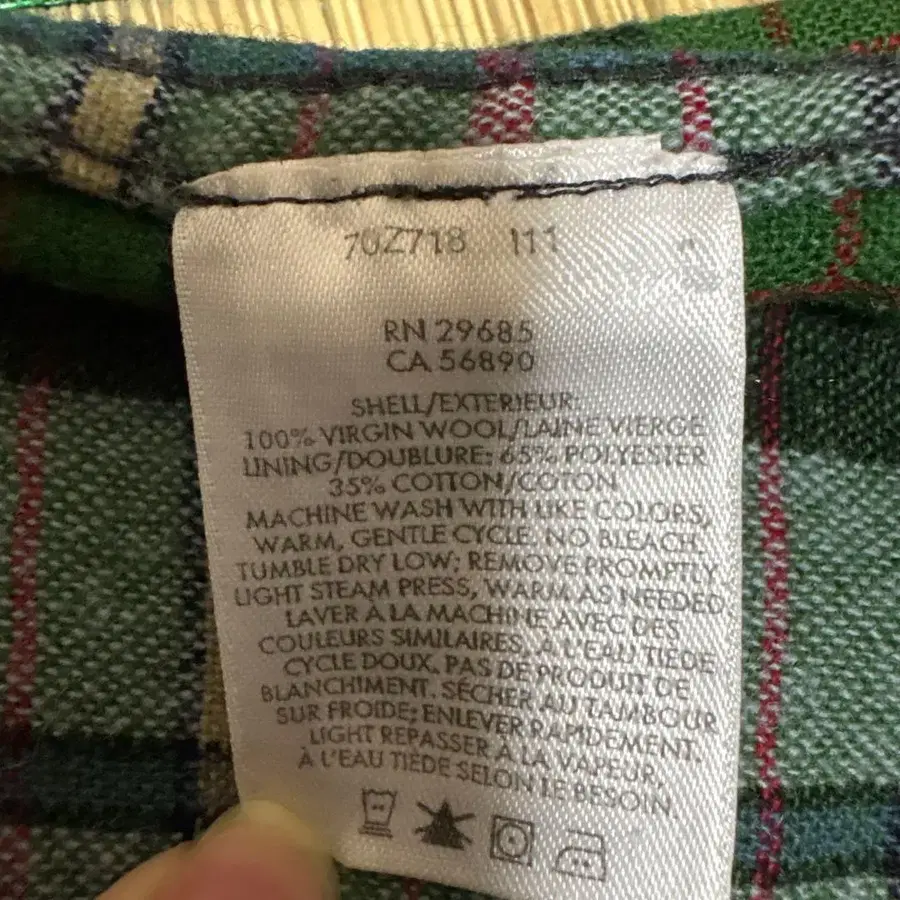 70Z718 111
RN 29685
CA 56890
SHELL/EXTERIEUR:
100% VIRGIN WOOL/LAINE VIERGE
LINING/DOUBLURE: 65% POLYESTER
35% COTTON/COTON
MACHINE WASH WITH LIKE COLORS,
WARM, GENTLE CYCLE. NO BLEACH.
TUMBLE DRY LOW; REMOVE PROMPTLY.
LIGHT STEAM PRESS, WARM AS NEEDED.
LAVER À LA MACHINE AVEC DES
COULEURS SIMILAIRES, À L'EAU TIÈDE
CYCLE DOUX. PAS DE PRODUIT DE
BLANCHIMENT. SÉCHER AU TAMBOUR
SUR FROIDE; ENLEVER RAPIDEMENT.
LIGHT REPASSER À LA VAPEUR,
À L'EAU TIÈDE SELON LE BESOIN.